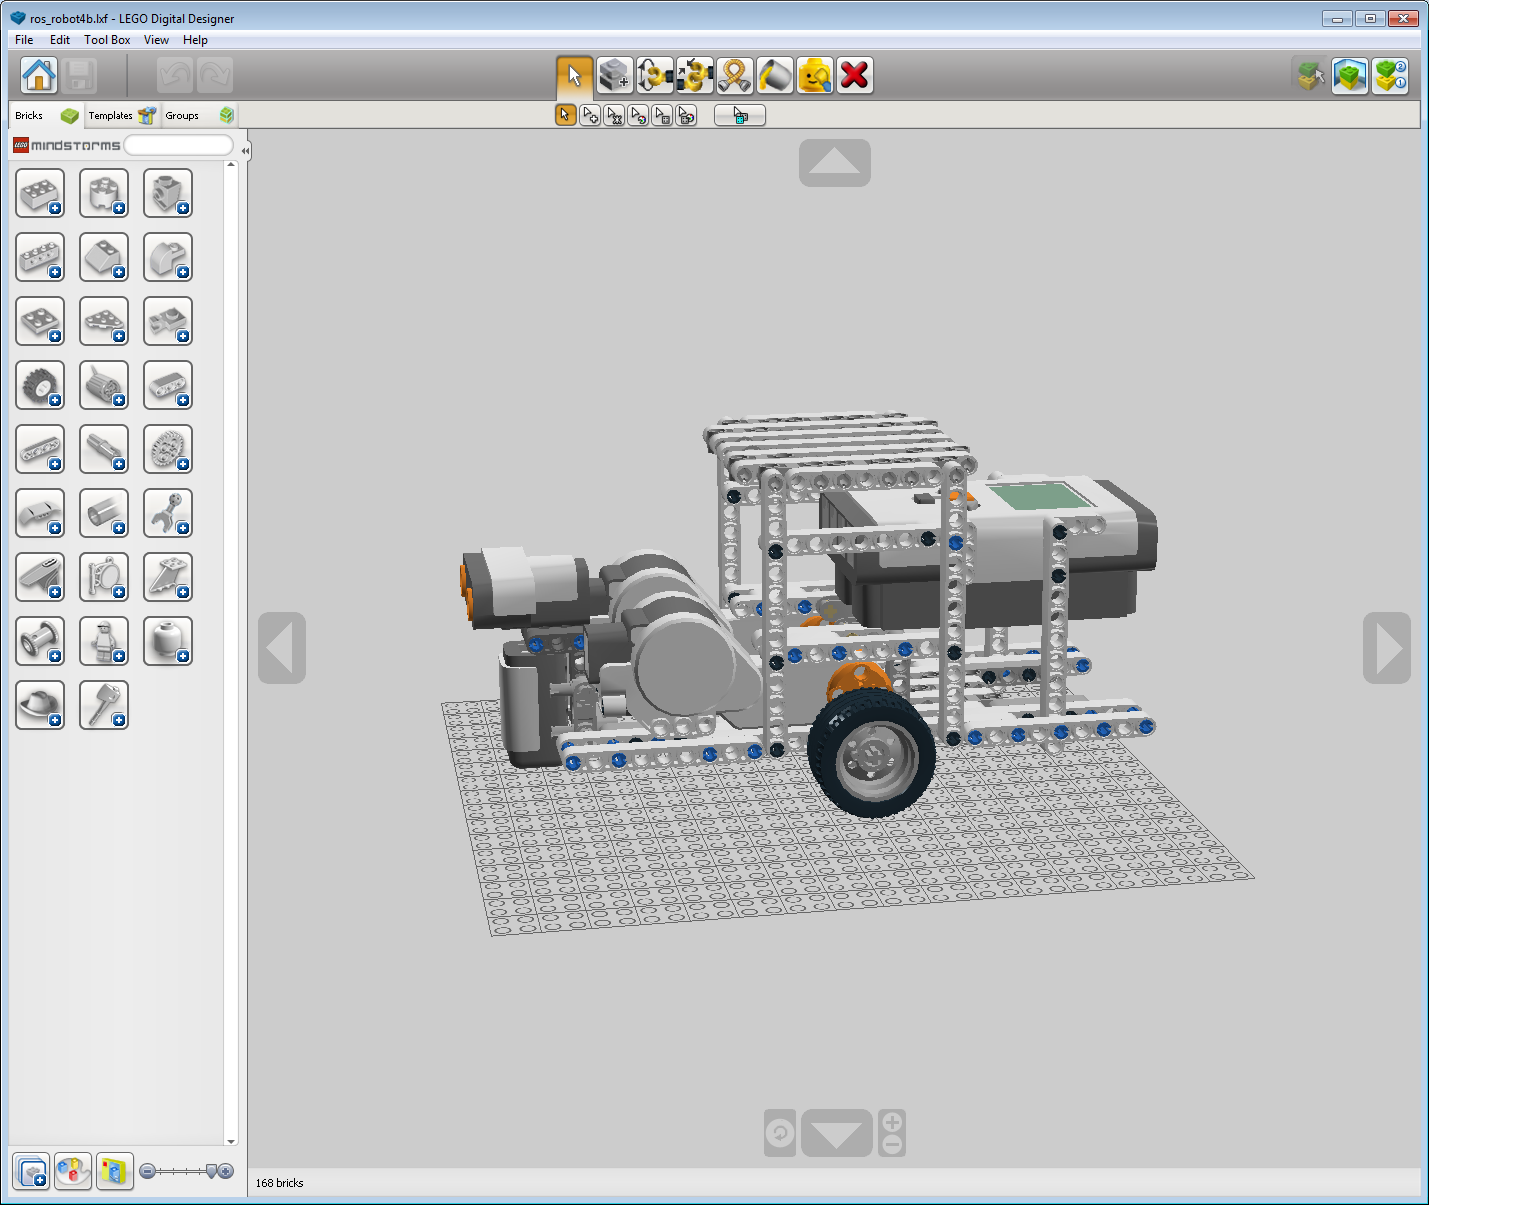 ros_robot4b.lxf - LEGO Digital Designer
File Edit Tool Box View Help
Bricks Templates Groups
LEGO mindstorms
168 bricks